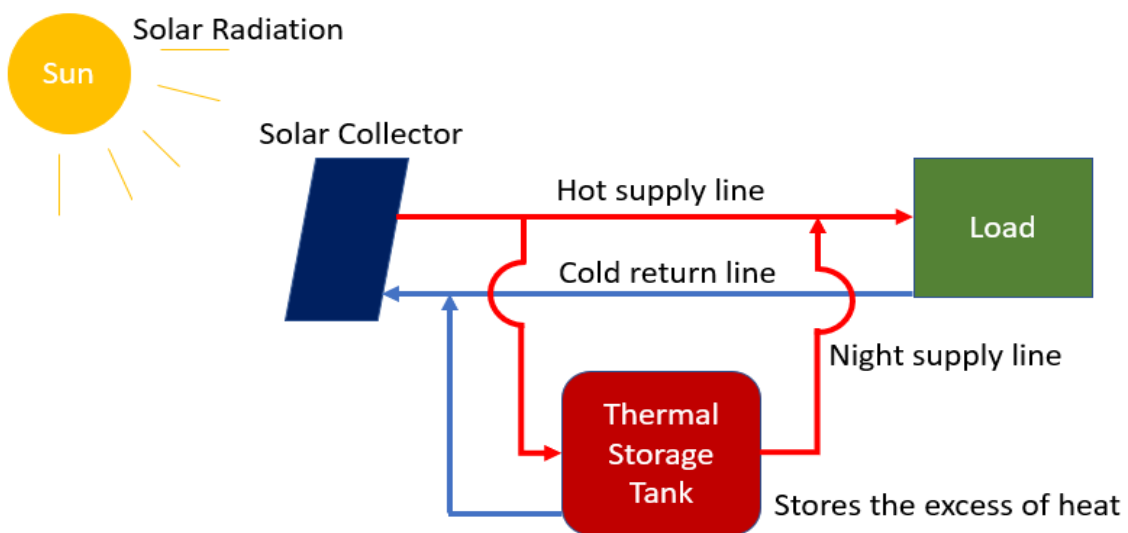 Solar Radiation
Sun
Solar Collector
Hot supply line
Load
Cold return line
Night supply line
Thermal
Storage
Tank
Stores the excess of heat